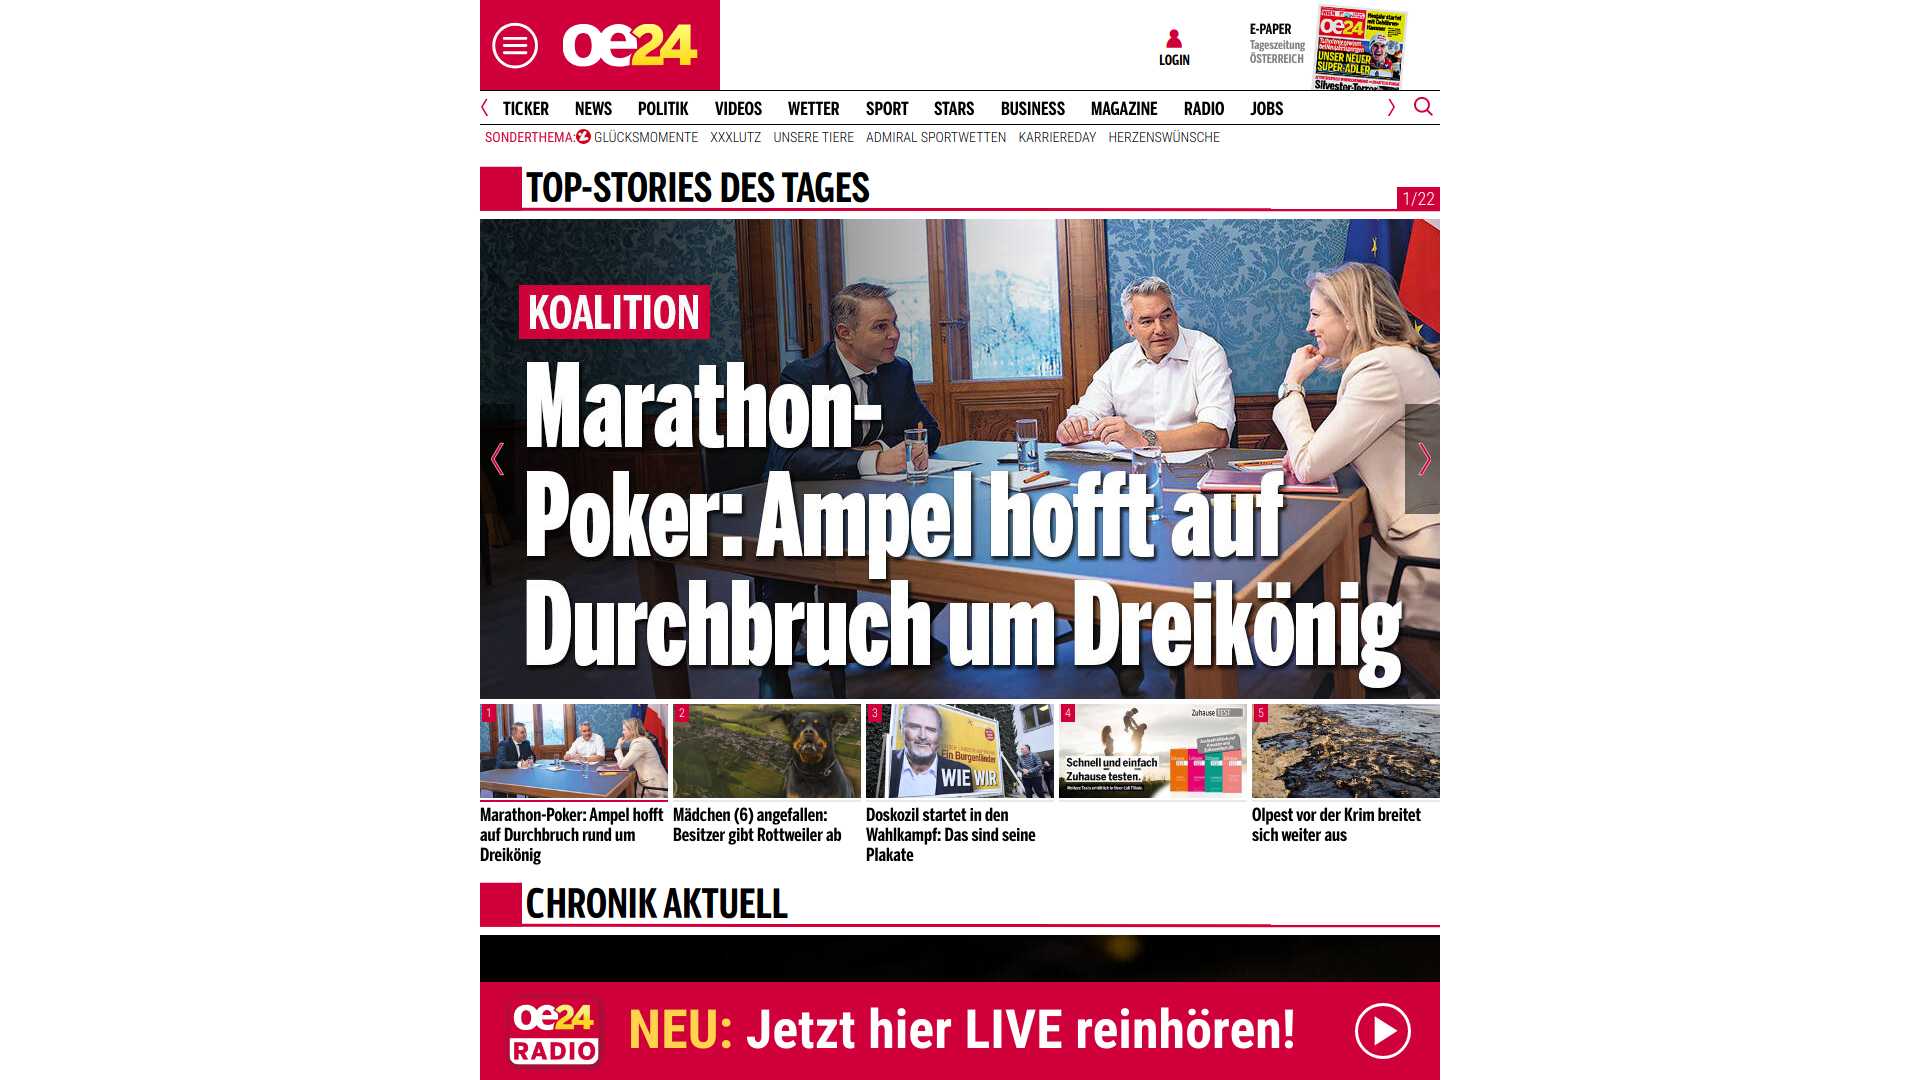 oe24
LOGIN
E-PAPER
Tageszeitung
ÖSTERREICH
oe24
UNSER NEUER
SUPER-ADLER
TICKER NEWS POLITIK VIDEOS WETTER SPORT STARS BUSINESS MAGAZINE RADIO JOBS
SONDERTHEMA: GLÜCKSMOMENTE XXXLUTZ UNSERE TIERE ADMIRAL SPORTWETTEN KARRIEREDAY HERZENSWÜNSCHE
TOP-STORIES DES TAGES
1/22
KOALITION
Marathon-
Poker: Ampel hofft auf
Durchbruch um Dreikönig
1
2
3
4
5
Ein Burgenländer
WIE WIR
Zuhause TEST
Schnell und einfach
Zuhause testen.
Marathon-Poker: Ampel hofft
auf Durchbruch rund um
Dreikönig
Mädchen (6) angefallen:
Besitzer gibt Rottweiler ab
Doskozil startet in den
Wahlkampf: Das sind seine
Plakate
Ölpest vor der Krim breitet
sich weiter aus
CHRONIK AKTUELL
oe24
RADIO
NEU: Jetzt hier LIVE reinhören!